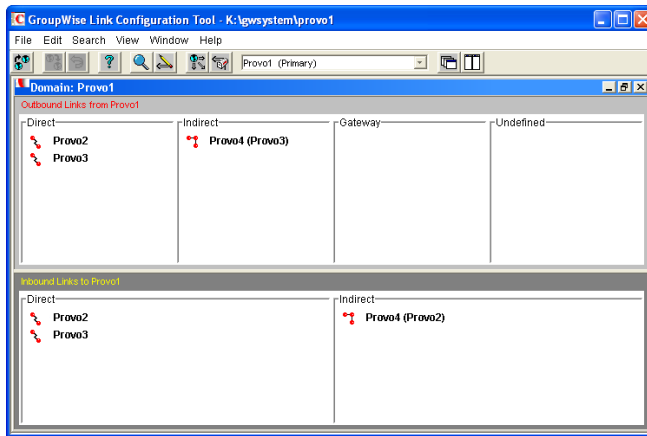 GroupWise Link Configuration Tool - K:\gwsystem\provo1
File Edit Search View Window Help
Provo1 (Primary)
Domain: Provo1
Outbound Links from Provo1
Direct Indirect Gateway Undefined
Provo2 Provo4 (Provo3)
Provo3
Inbound Links to Provo1
Direct Indirect
Provo2 Provo4 (Provo2)
Provo3